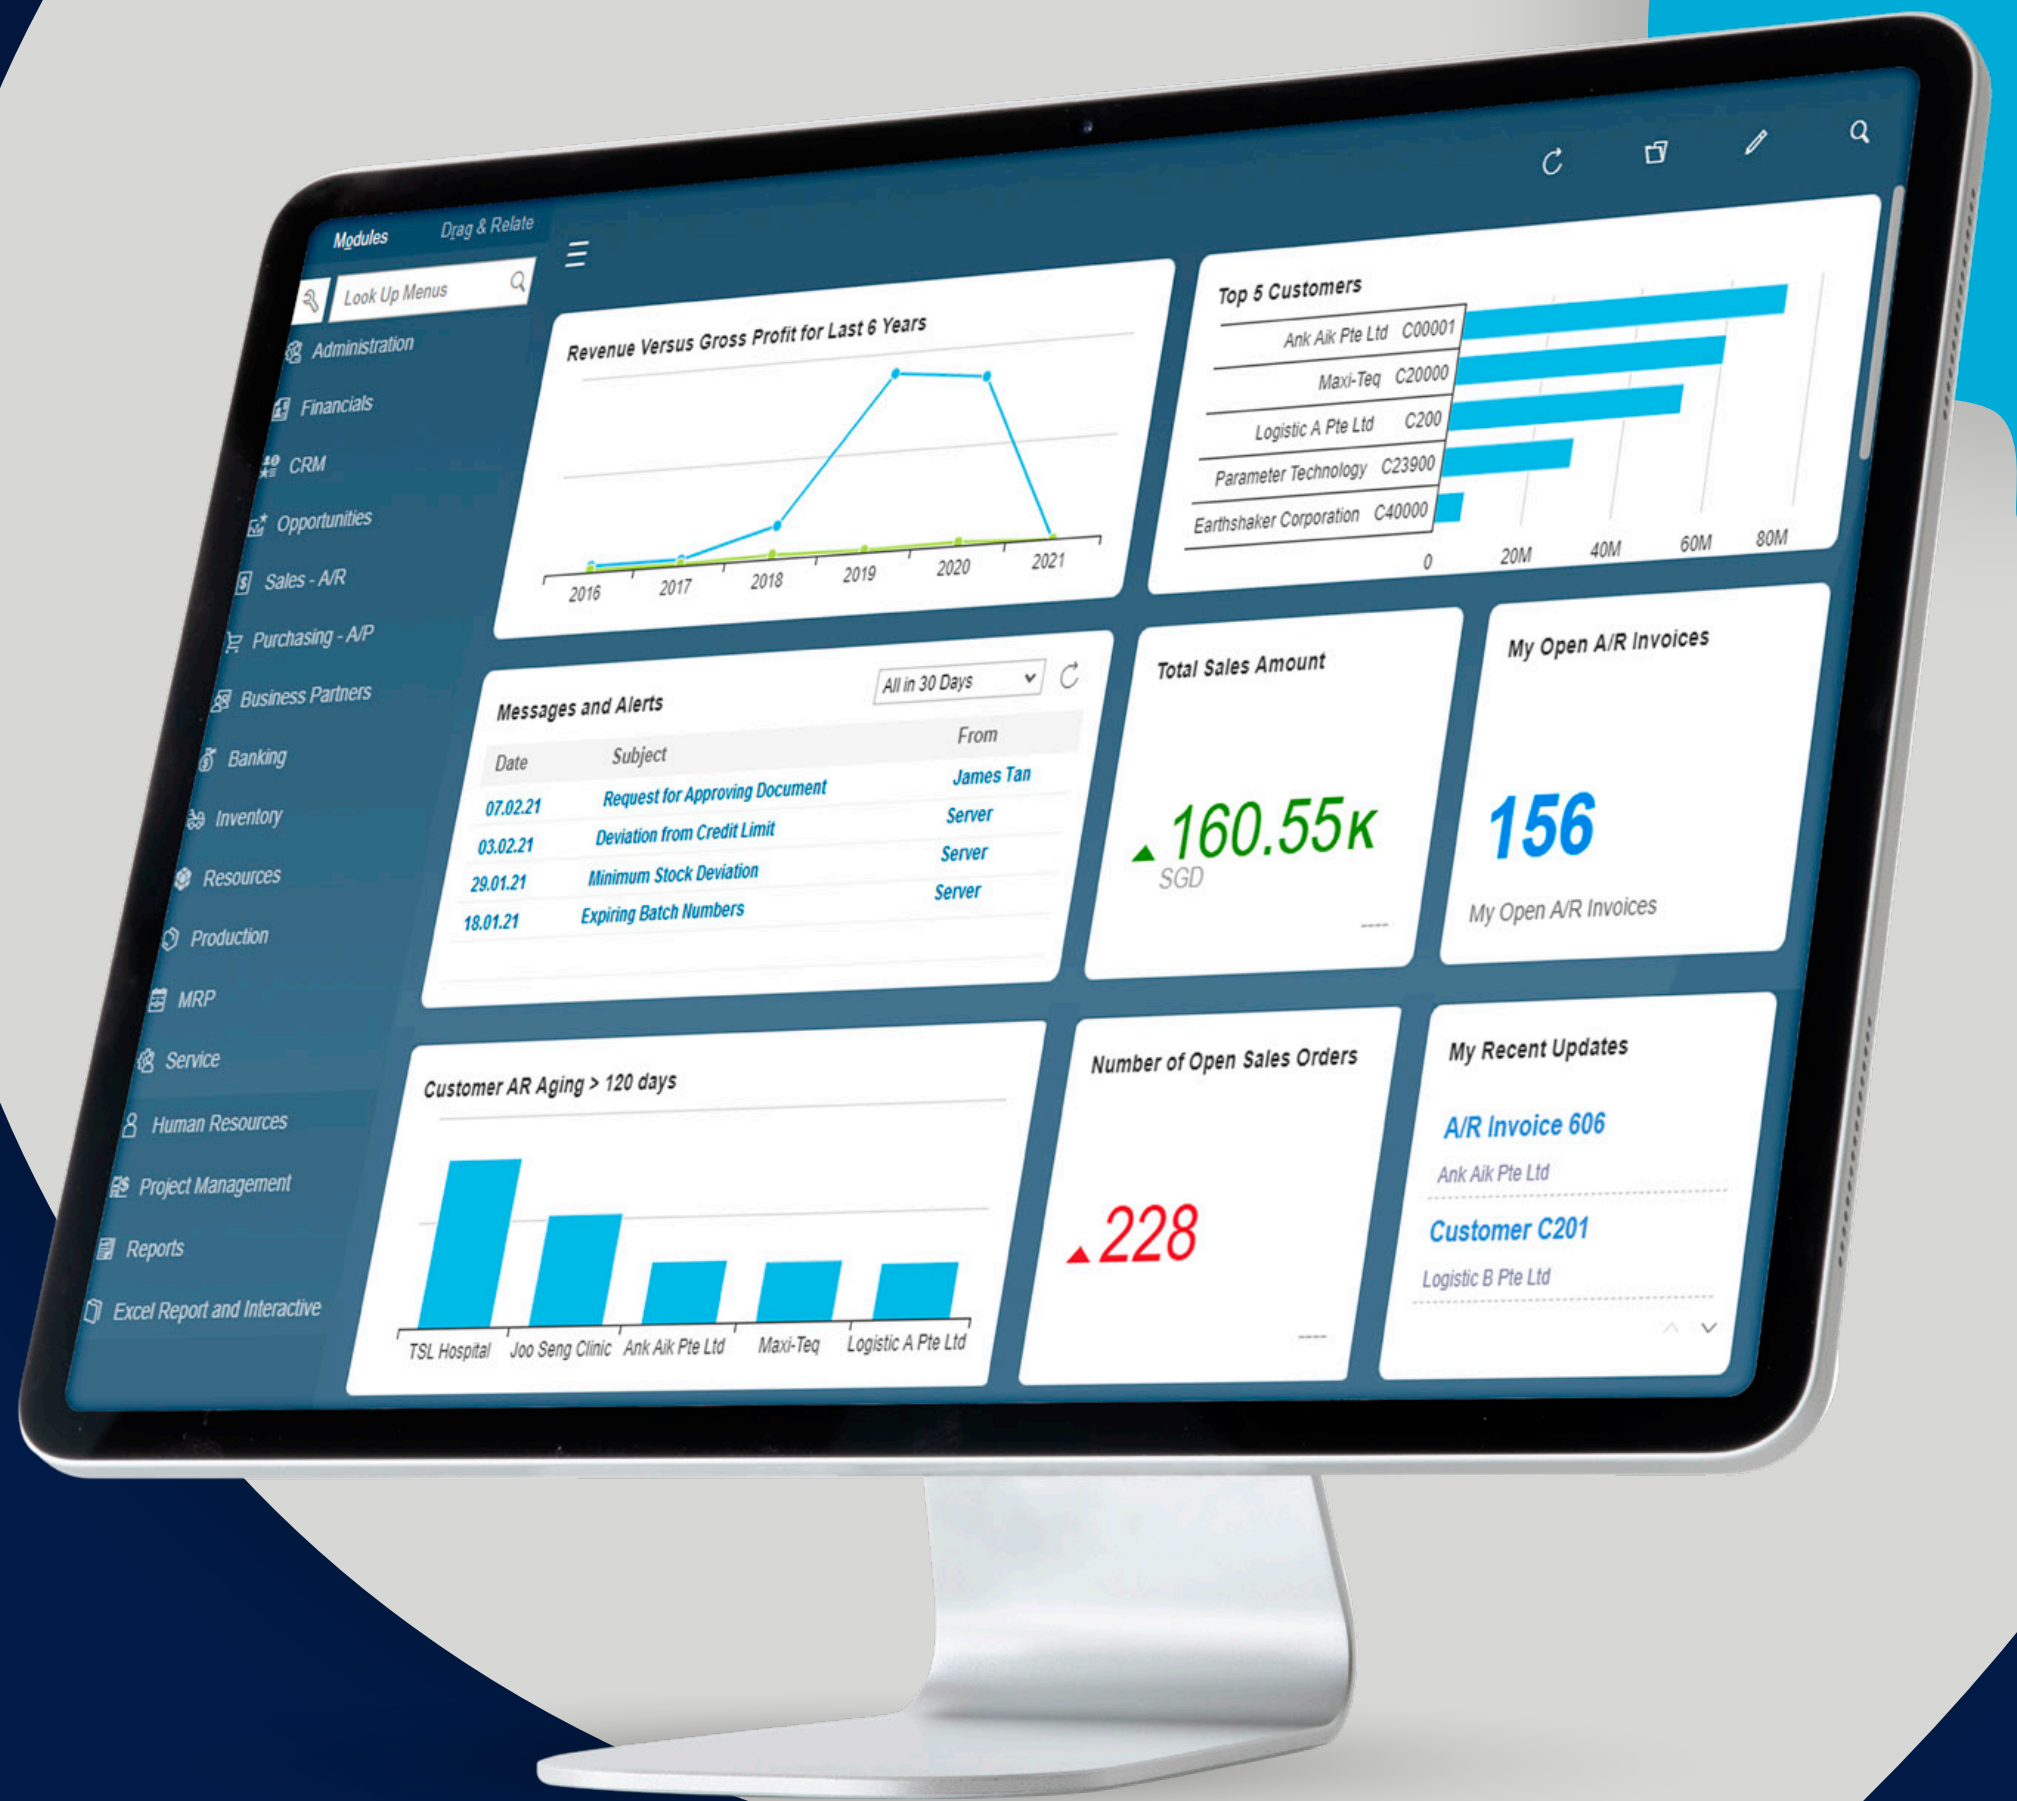 Modules Drag & Relate
Look Up Menus
Administration
Financials
CRM
Opportunities
Sales - A/R
Purchasing - A/P
Business Partners
Banking
Inventory
Resources
Production
MRP
Service
Human Resources
Project Management
Reports
Excel Report and Interactive
Revenue Versus Gross Profit for Last 6 Years
2016 2017 2018 2019 2020 2021
Top 5 Customers
Ank Aik Pte Ltd C00001
Maxi-Teq C20000
Logistic A Pte Ltd C200
Parameter Technology C23900
Earthshaker Corporation C40000
0 20M 40M 60M 80M
Messages and Alerts All in 30 Days
Date Subject From
07.02.21 Request for Approving Document James Tan
03.02.21 Deviation from Credit Limit Server
29.01.21 Minimum Stock Deviation Server
18.01.21 Expiring Batch Numbers Server
Total Sales Amount
160.55K
SGD
----
My Open A/R Invoices
156
My Open A/R Invoices
Customer AR Aging > 120 days
TSL Hospital Joo Seng Clinic Ank Aik Pte Ltd Maxi-Teq Logistic A Pte Ltd
Number of Open Sales Orders
228
----
My Recent Updates
A/R Invoice 606
Ank Aik Pte Ltd
Customer C201
Logistic B Pte Ltd